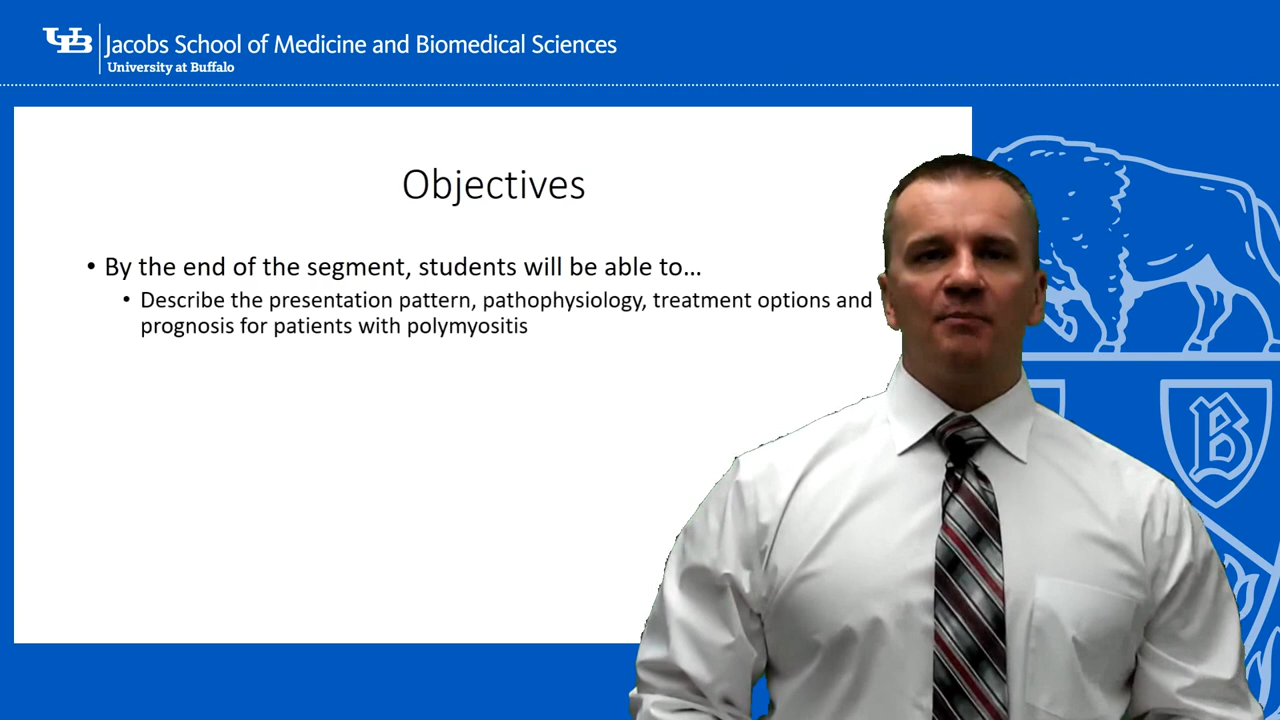 UB Jacobs School of Medicine and Biomedical Sciences
University at Buffalo
Objectives
• By the end of the segment, students will be able to…
• Describe the presentation pattern, pathophysiology, treatment options and
prognosis for patients with polymyositis
B